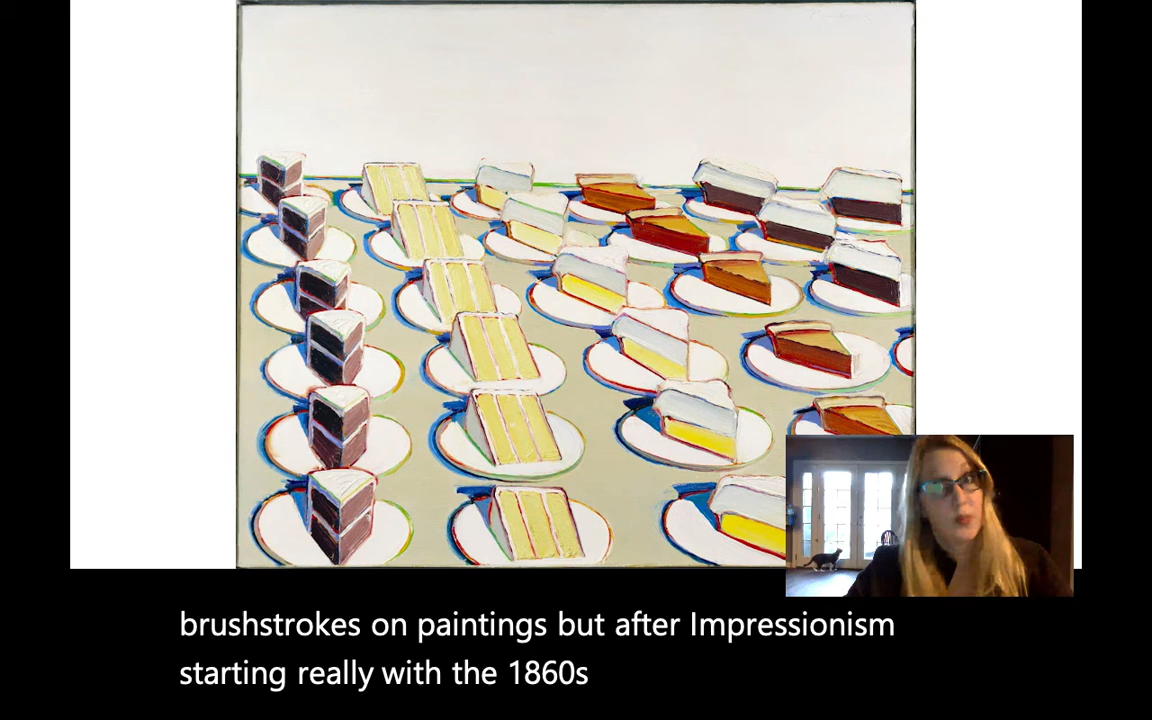 brushstrokes on paintings but after Impressionism
starting really with the 1860s